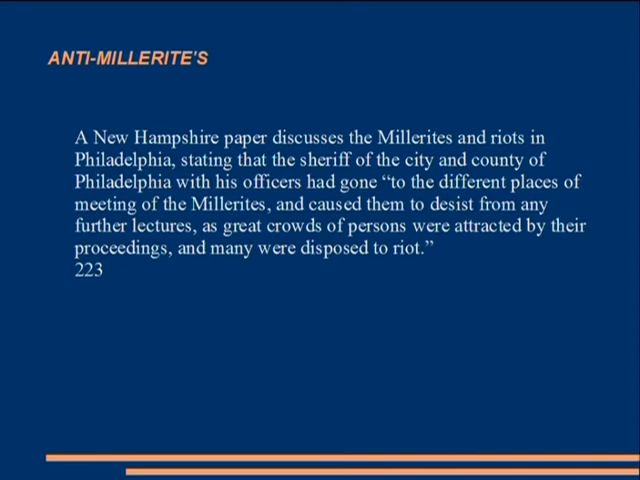 ANTI-MILLERITE'S
A New Hampshire paper discusses the Millerites and riots in
Philadelphia, stating that the sheriff of the city and county of
Philadelphia with his officers had gone “to the different places of
meeting of the Millerites, and caused them to desist from any
further lectures, as great crowds of persons were attracted by their
proceedings, and many were disposed to riot.”
223